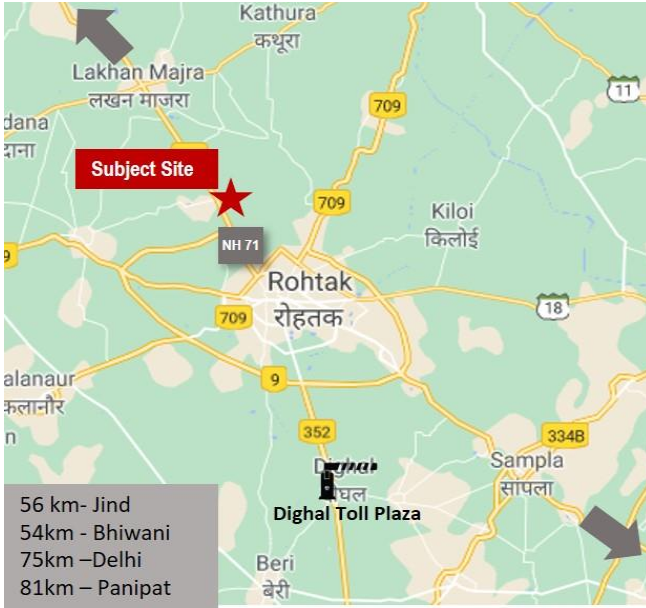 Kathura
कथूरा
Lakhan Majra
लखन माजरा
11
dana
दाना
709
Subject Site
709
Kiloi
किलोई
NH 71
9
Rohtak
रोहतक
18
709
alanaur
कलानौर
n
9
352
334B
Dighal
घल
Sampla
सापला
Dighal Toll Plaza
56 km- Jind
54km - Bhiwani
75km –Delhi
81km – Panipat
Beri
बेरी